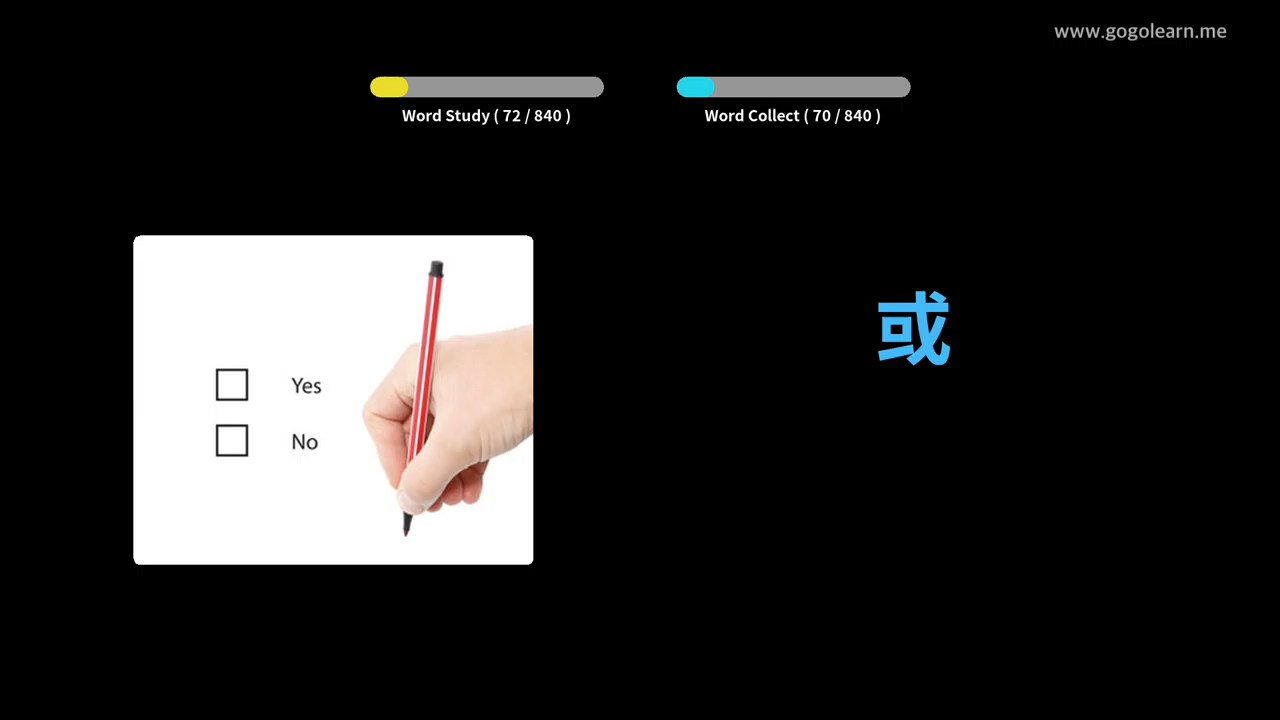 www.gogolearn.me
Word Study ( 72 / 840 )
Word Collect ( 70 / 840 )
或
Yes
No